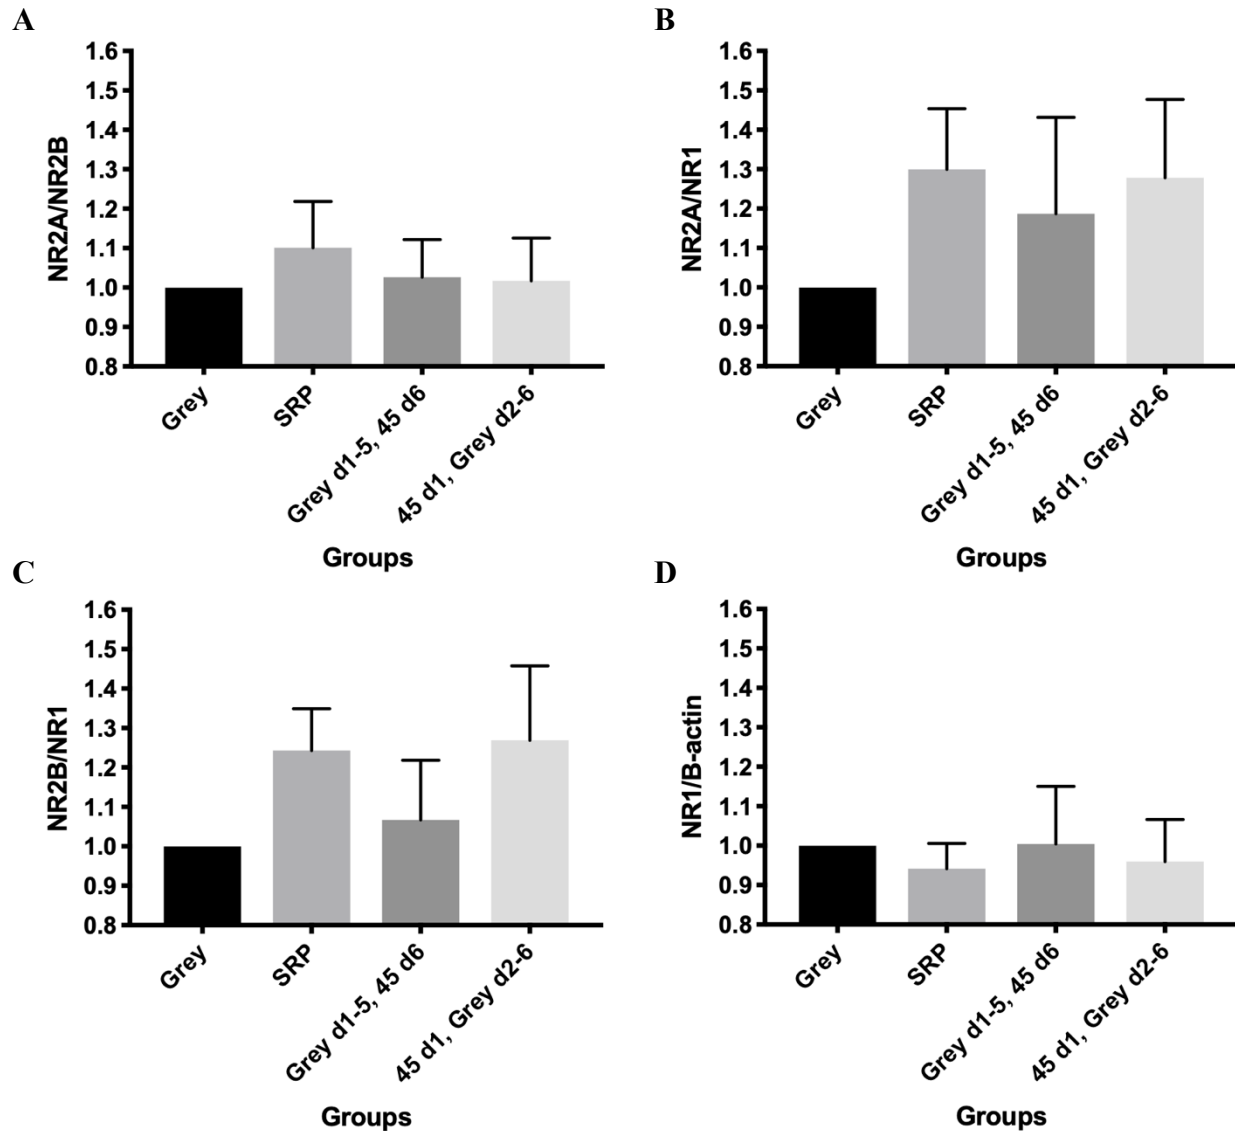 A
NR2A/NR2B
1.6
1.5
1.4
1.3
1.2
1.1
1.0
0.9
0.8
Grey
SRP
Grey d1-5, 45 d6
45 d1, Grey d2-6
Groups
B
NR2A/NR1
1.6
1.5
1.4
1.3
1.2
1.1
1.0
0.9
0.8
Grey
SRP
Grey d1-5, 45 d6
45 d1, Grey d2-6
Groups
C
NR2B/NR1
1.6
1.5
1.4
1.3
1.2
1.1
1.0
0.9
0.8
Grey
SRP
Grey d1-5, 45 d6
45 d1, Grey d2-6
Groups
D
NR1/B-actin
1.6
1.5
1.4
1.3
1.2
1.1
1.0
0.9
0.8
Grey
SRP
Grey d1-5, 45 d6
45 d1, Grey d2-6
Groups